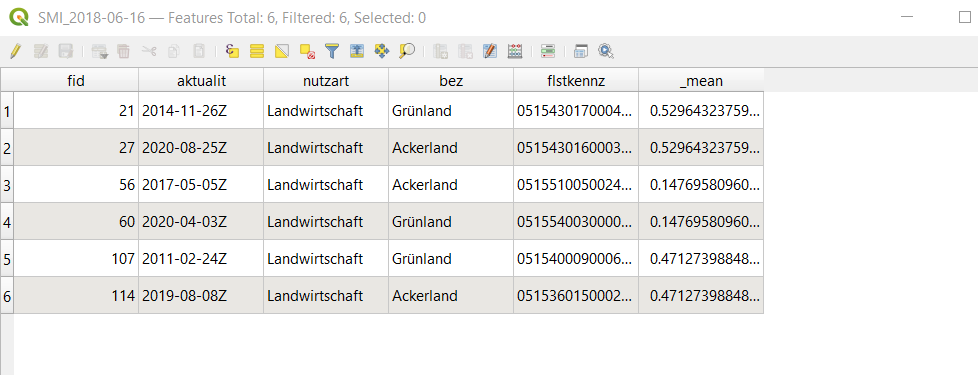 SMI_2018-06-16 — Features Total: 6, Filtered: 6, Selected: 0
fid aktualit nutzart bez flstkennz _mean
1 21 2014-11-26Z Landwirtschaft Grünland 0515430170004... 0.52964323759...
2 27 2020-08-25Z Landwirtschaft Ackerland 0515430160003... 0.52964323759...
3 56 2017-05-05Z Landwirtschaft Ackerland 0515510050024... 0.14769580960...
4 60 2020-04-03Z Landwirtschaft Grünland 0515540030000... 0.14769580960...
5 107 2011-02-24Z Landwirtschaft Grünland 0515400090006... 0.47127398848...
6 114 2019-08-08Z Landwirtschaft Ackerland 0515360150002... 0.47127398848...